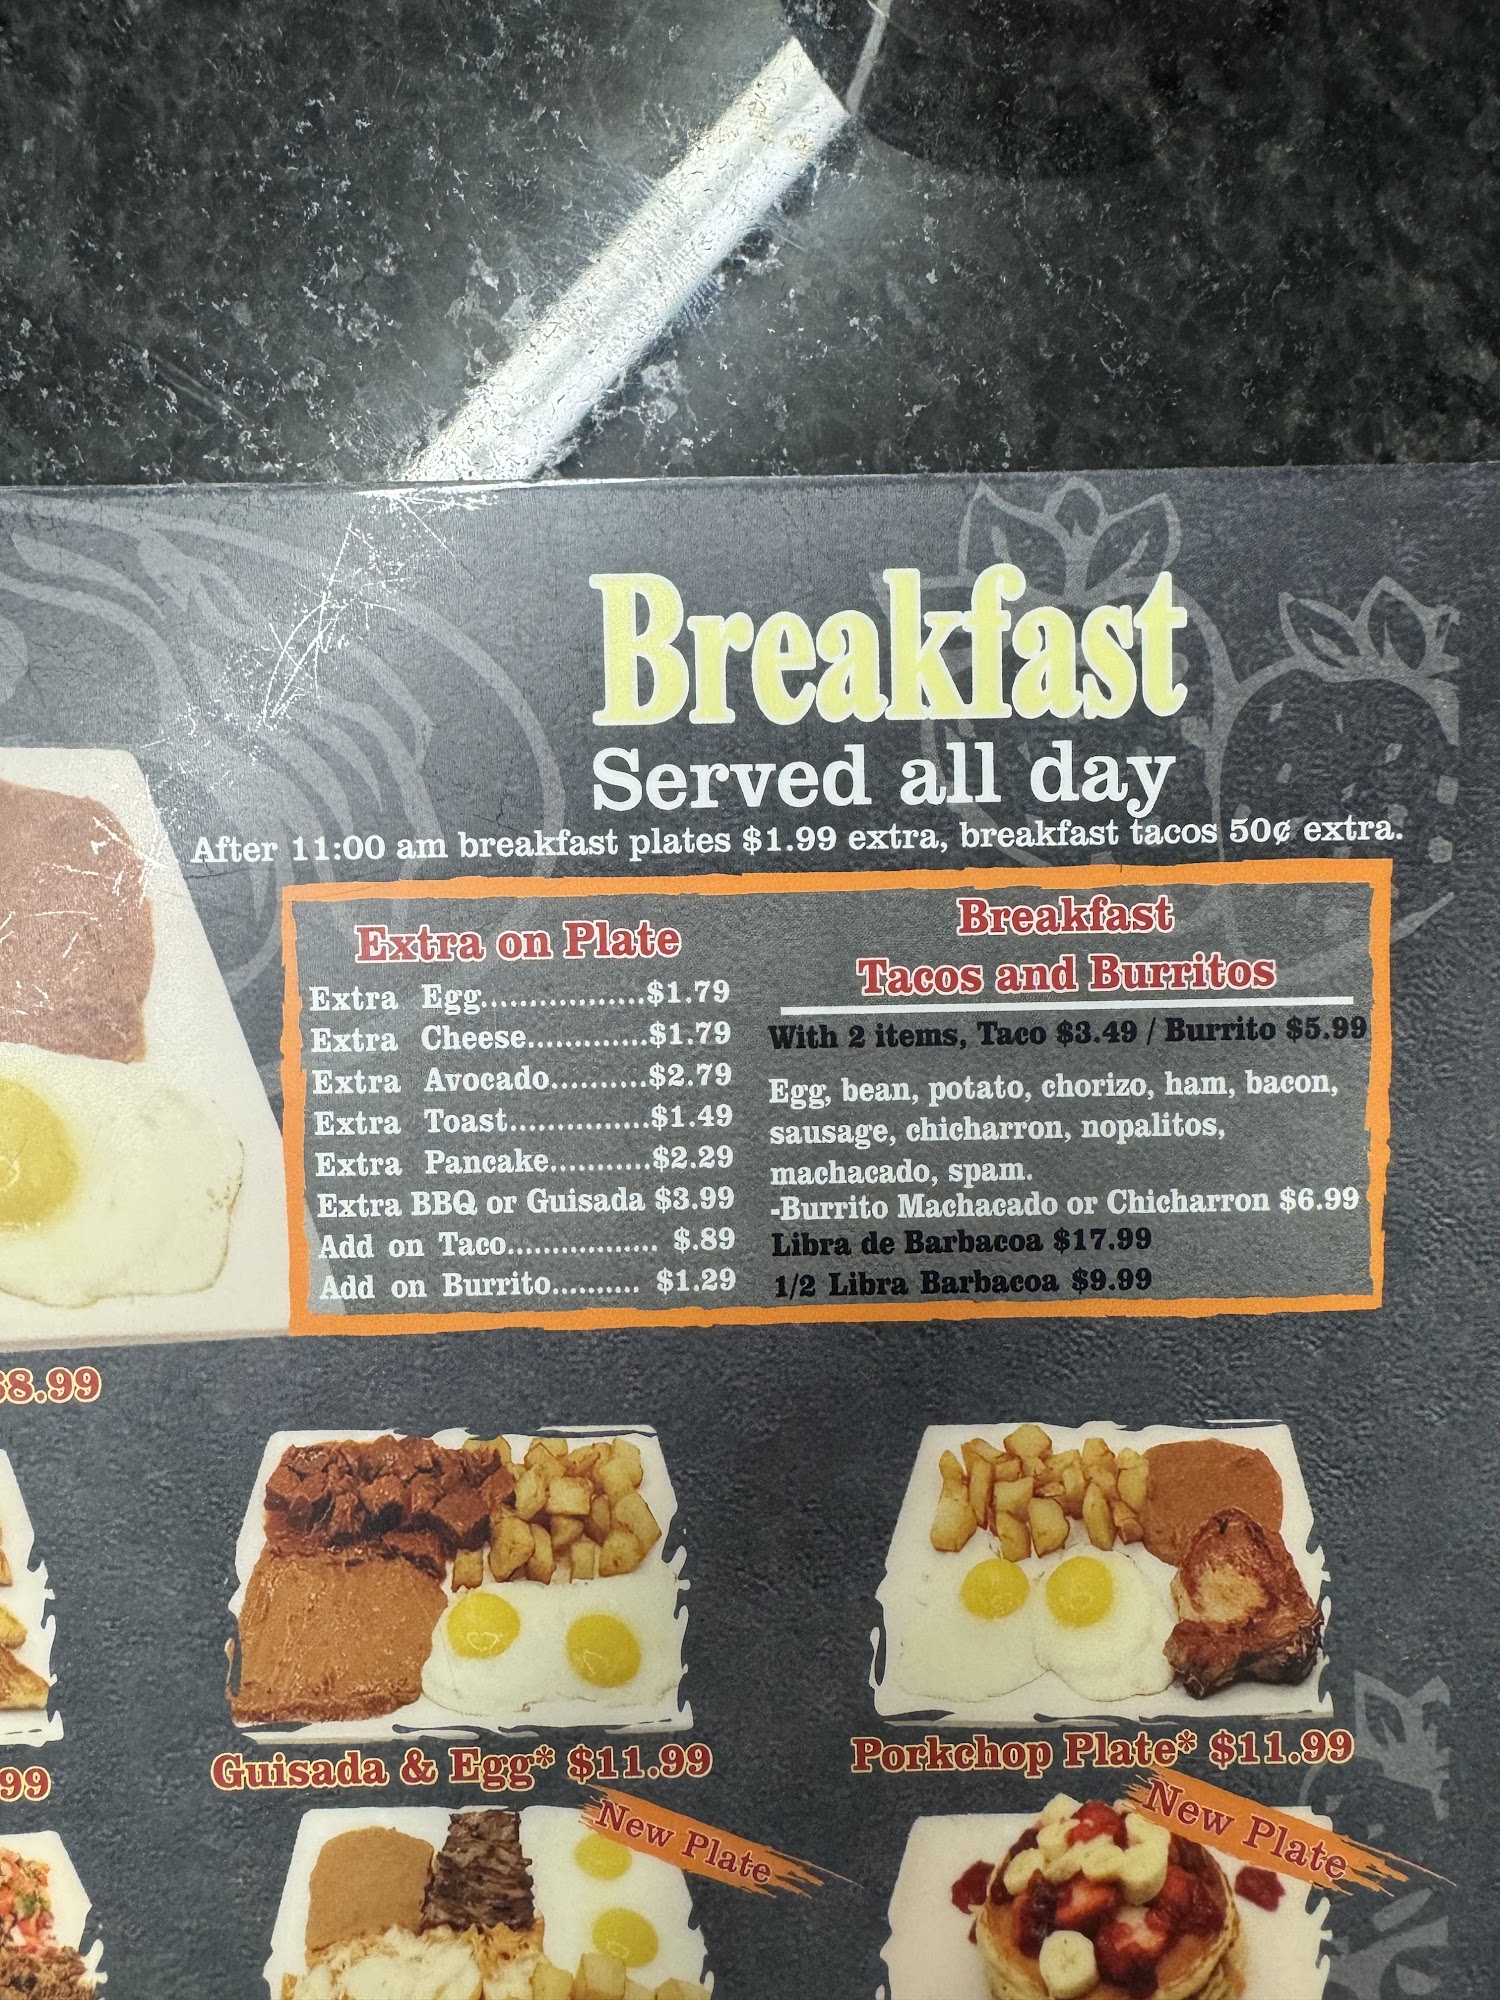 Breakfast
Served all day
After 11:00 am breakfast plates $1.99 extra, breakfast tacos 50¢ extra.
Extra on Plate
Extra Egg.................$1.79
Extra Cheese.............$1.79
Extra Avocado..........$2.79
Extra Toast...............$1.49
Extra Pancake...........$2.29
Extra BBQ or Guisada $3.99
Add on Taco................. $.89
Add on Burrito.......... $1.29
Breakfast
Tacos and Burritos
With 2 items, Taco $3.49 / Burrito $5.99
Egg, bean, potato, chorizo, ham, bacon,
sausage, chicharron, nopalitos,
machacado, spam.
-Burrito Machacado or Chicharron $6.99
Libra de Barbacoa $17.99
1/2 Libra Barbacoa $9.99
8.99
Guisada & Egg* $11.99
Porkchop Plate* $11.99
99
New Plate
New Plate